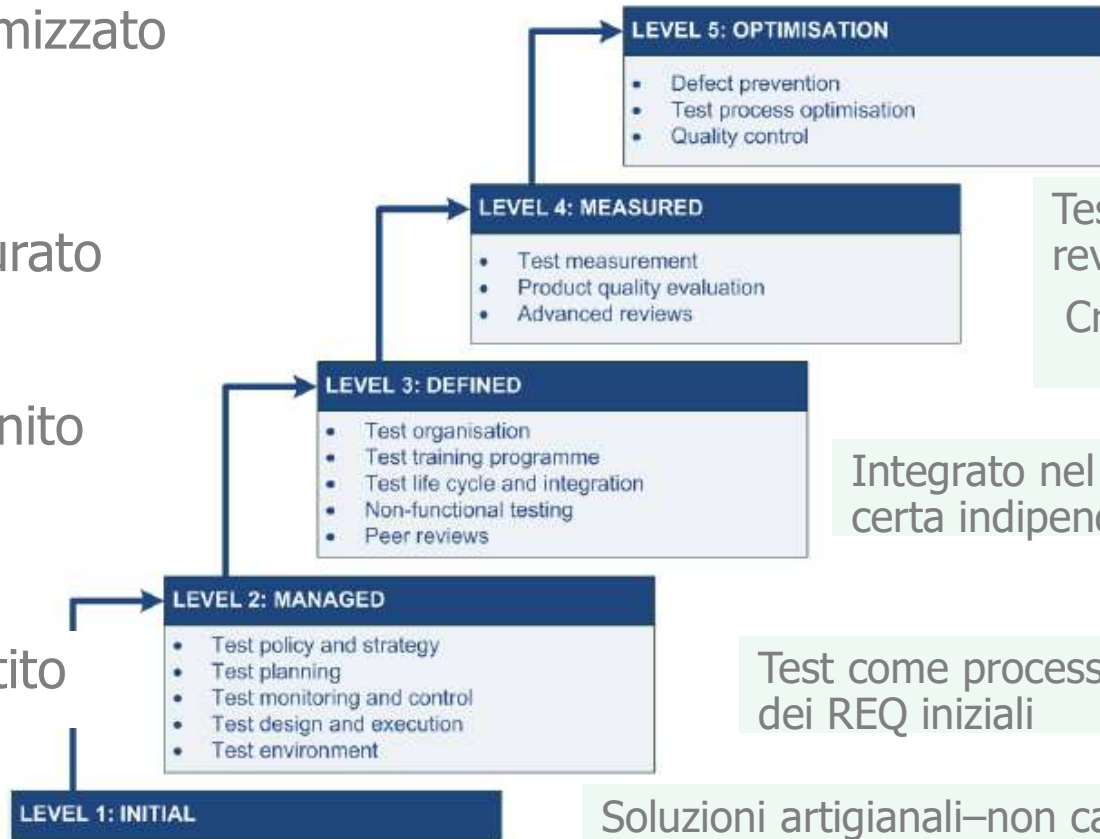 mizzato
LEVEL 5: OPTIMISATION
• Defect prevention
• Test process optimisation
• Quality control
urato
LEVEL 4: MEASURED
• Test measurement
• Product quality evaluation
• Advanced reviews
Tes
rev
Cr
nito
LEVEL 3: DEFINED
• Test organisation
• Test training programme
• Test life cycle and integration
• Non-functional testing
• Peer reviews
Integrato nel
certa indipend
tito
LEVEL 2: MANAGED
• Test policy and strategy
• Test planning
• Test monitoring and control
• Test design and execution
• Test environment
Test come process
dei REQ iniziali
LEVEL 1: INITIAL
Soluzioni artigianali–non ca